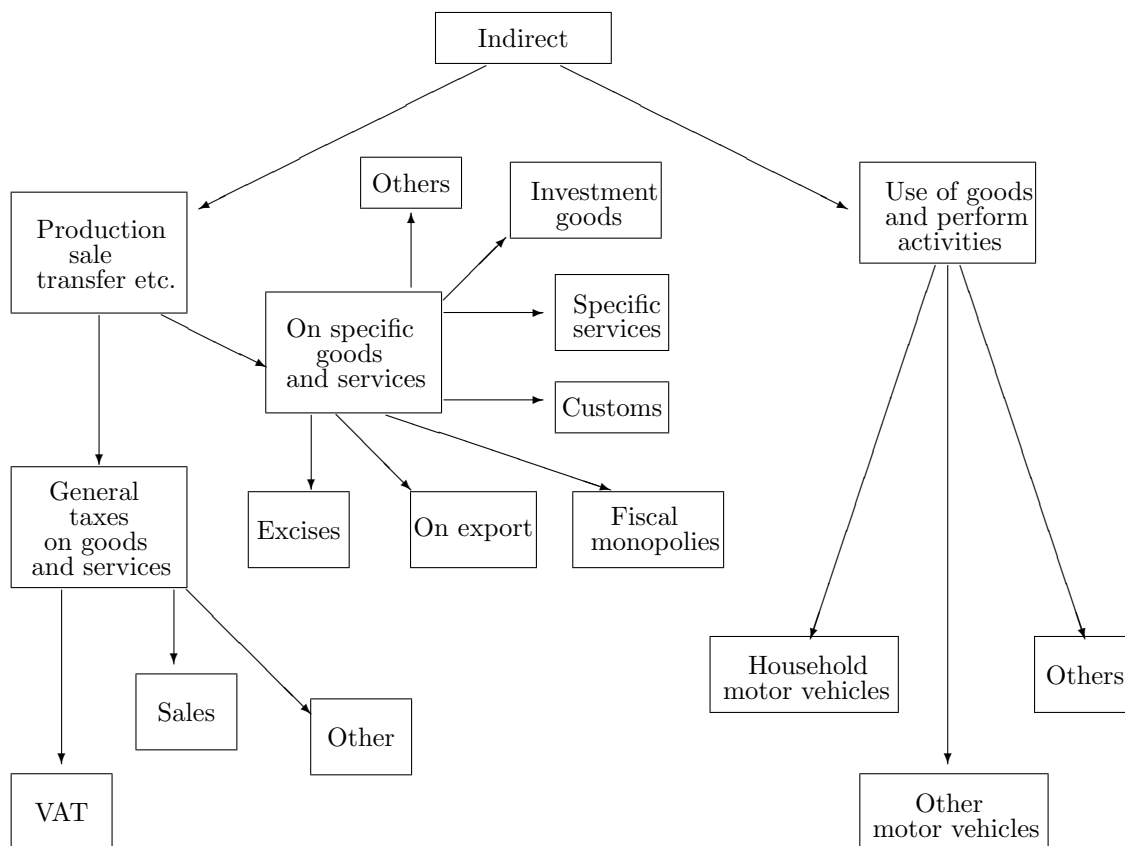 Indirect
Others
Investment
goods
Use of goods
and perform
activities
Production
sale
transfer etc.
On specific
goods
and services
Specific
services
Customs
General
taxes
on goods
and services
Excises
On export
Fiscal
monopolies
Household
motor vehicles
Others
Sales
Other
VAT
Other
motor vehicles